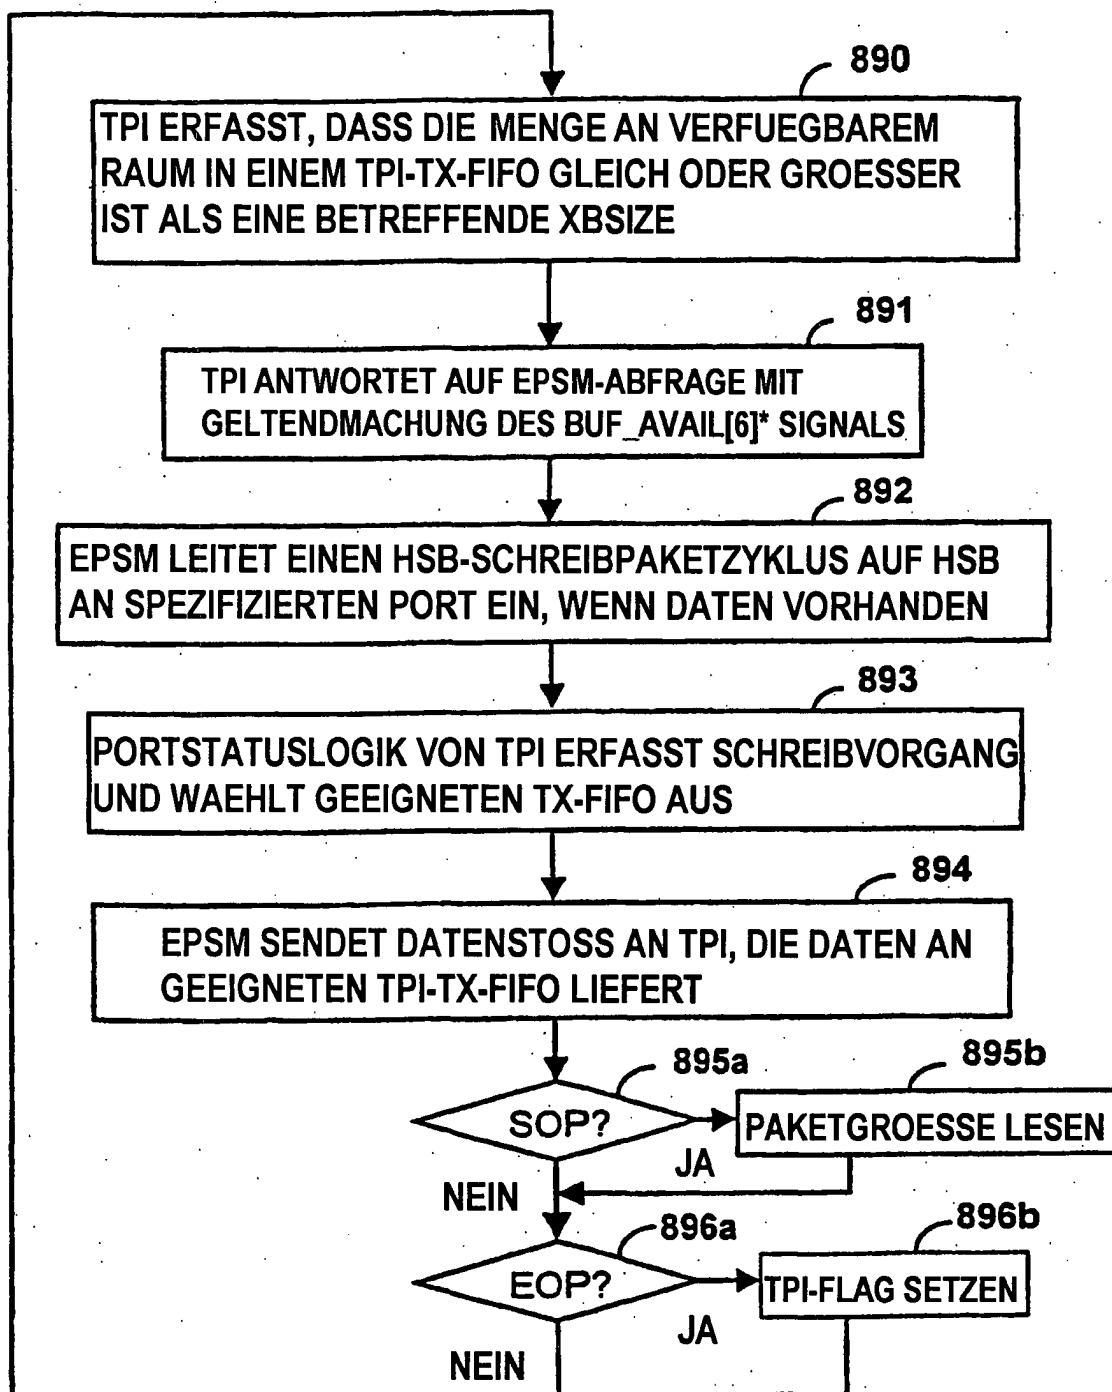 890
TPI ERFASST, DASS DIE MENGE AN VERFUEGBAREM
RAUM IN EINEM TPI-TX-FIFO GLEICH ODER GROESSER
IST ALS EINE BETREFFENDE XBSIZE
891
TPI ANTWORTET AUF EPSM-ABFRAGE MIT
GELTENDMACHUNG DES BUF_AVAIL[6]* SIGNALS
892
EPSM LEITET EINEN HSB-SCHREIBPAKETZYKLUS AUF HSB
AN SPEZIFIZIERTEN PORT EIN, WENN DATEN VORHANDEN
893
PORTSTATUSLOGIK VON TPI ERFASST SCHREIBVORGANG
UND WAEHLT GEEIGNETEN TX-FIFO AUS
894
EPSM SENDET DATENSTOSS AN TPI, DIE DATEN AN
GEEIGNETEN TPI-TX-FIFO LIEFERT
895a
895b
SOP?
PAKETGROESSE LESEN
JA
NEIN
896a
896b
EOP?
TPI-FLAG SETZEN
JA
NEIN